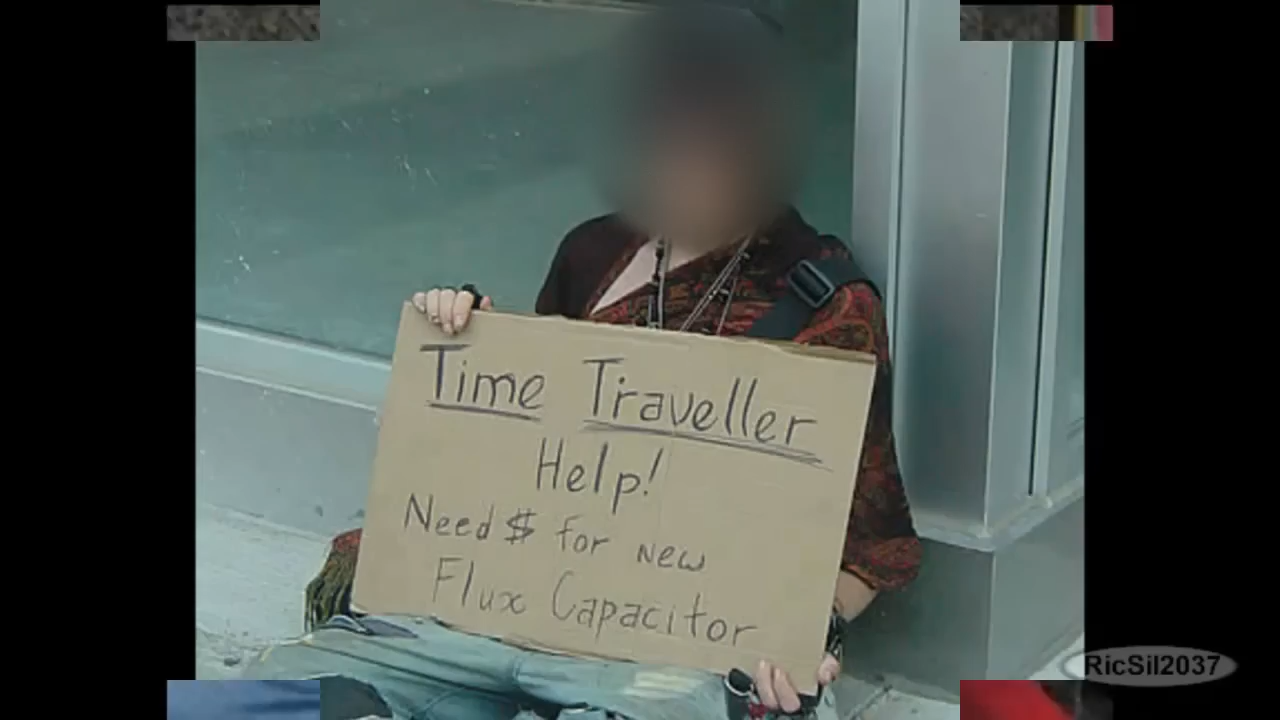 Time Traveller
Help!
Need $ for new
Flux Capacitor
RicSil2037